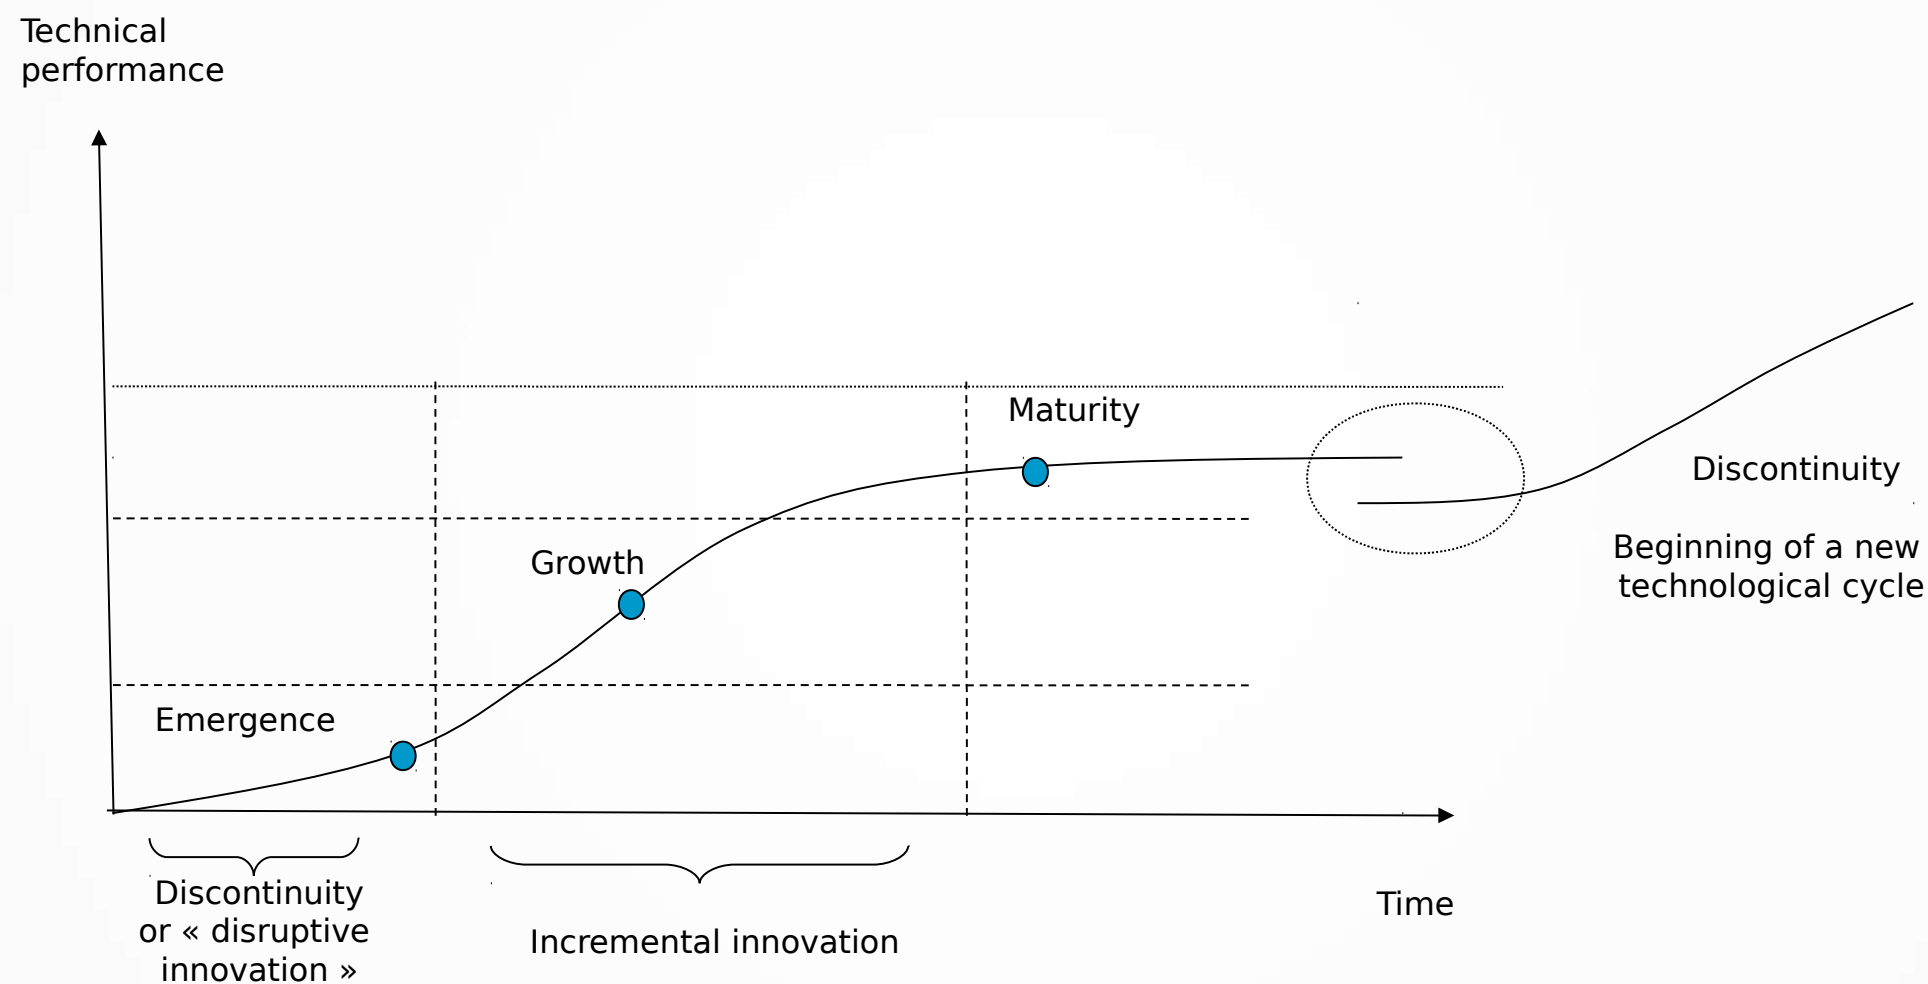 Technical
performance
Maturity
Discontinuity
Growth
Beginning of a new
technological cycle
Emergence
Discontinuity
or « disruptive
innovation »
Incremental innovation
Time